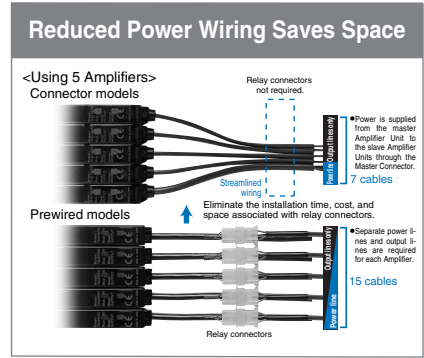 Reduced Power Wiring Saves Space
<Using 5 Amplifiers>
Connector models
Relay connectors
not required.
Power line Output lines only
●Power is supplied
from the master
Amplifier Unit to
the slave Amplifier
Units through the
Master Connector.
7 cables
Streamlined
wiring
Eliminate the installation time, cost, and
space associated with relay connectors.
Prewired models
Output lines only
Power line
●Separate power li-
nes and output li-
nes are required
for each Amplifier.
15 cables
Relay connectors